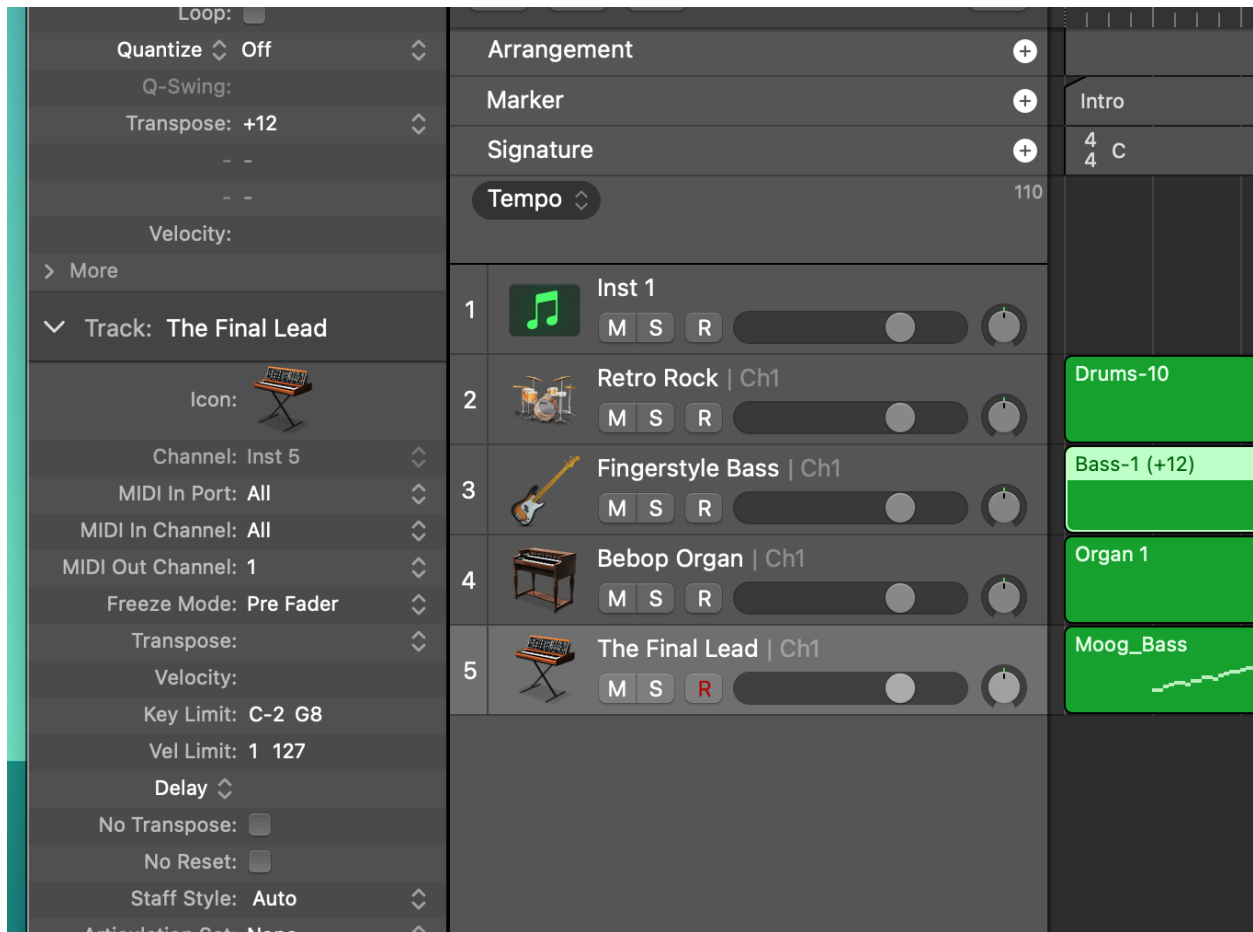 Loop:
Quantize Off
Q-Swing:
Transpose: +12
- -
- -
Velocity:
More
Track: The Final Lead
Icon:
Channel: Inst 5
MIDI In Port: All
MIDI In Channel: All
MIDI Out Channel: 1
Freeze Mode: Pre Fader
Transpose:
Velocity:
Key Limit: C-2 G8
Vel Limit: 1 127
Delay
No Transpose:
No Reset:
Staff Style: Auto
Articulation Set: None
Arrangement
Marker
Signature
Tempo
110
1
Inst 1
M S R
2
Retro Rock | Ch1
M S R
3
Fingerstyle Bass | Ch1
M S R
4
Bebop Organ | Ch1
M S R
5
The Final Lead | Ch1
M S R
Intro
4
4 C
Drums-10
Bass-1 (+12)
Organ 1
Moog_Bass